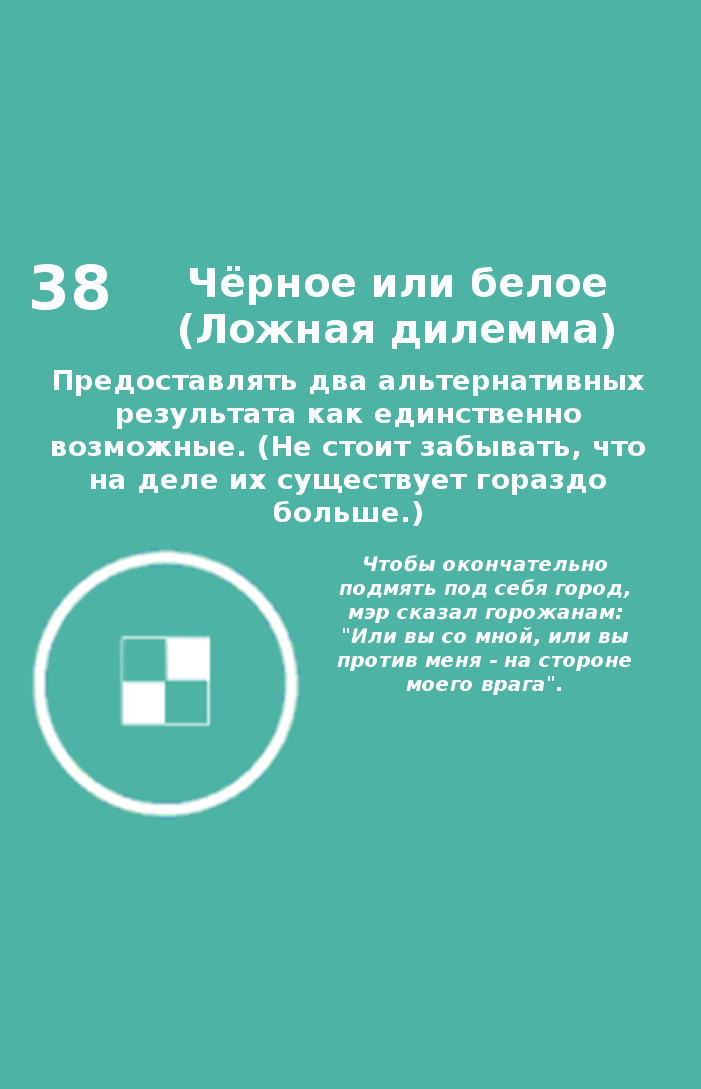 38
Чёрное или белое
(Ложная дилемма)
Предоставлять два альтернативных
результата как единственно
возможные. (Не стоит забывать, что
на деле их существует гораздо
больше.)
Чтобы окончательно
подмять под себя город,
мэр сказал горожанам:
"Или вы со мной, или вы
против меня - на стороне
моего врага".